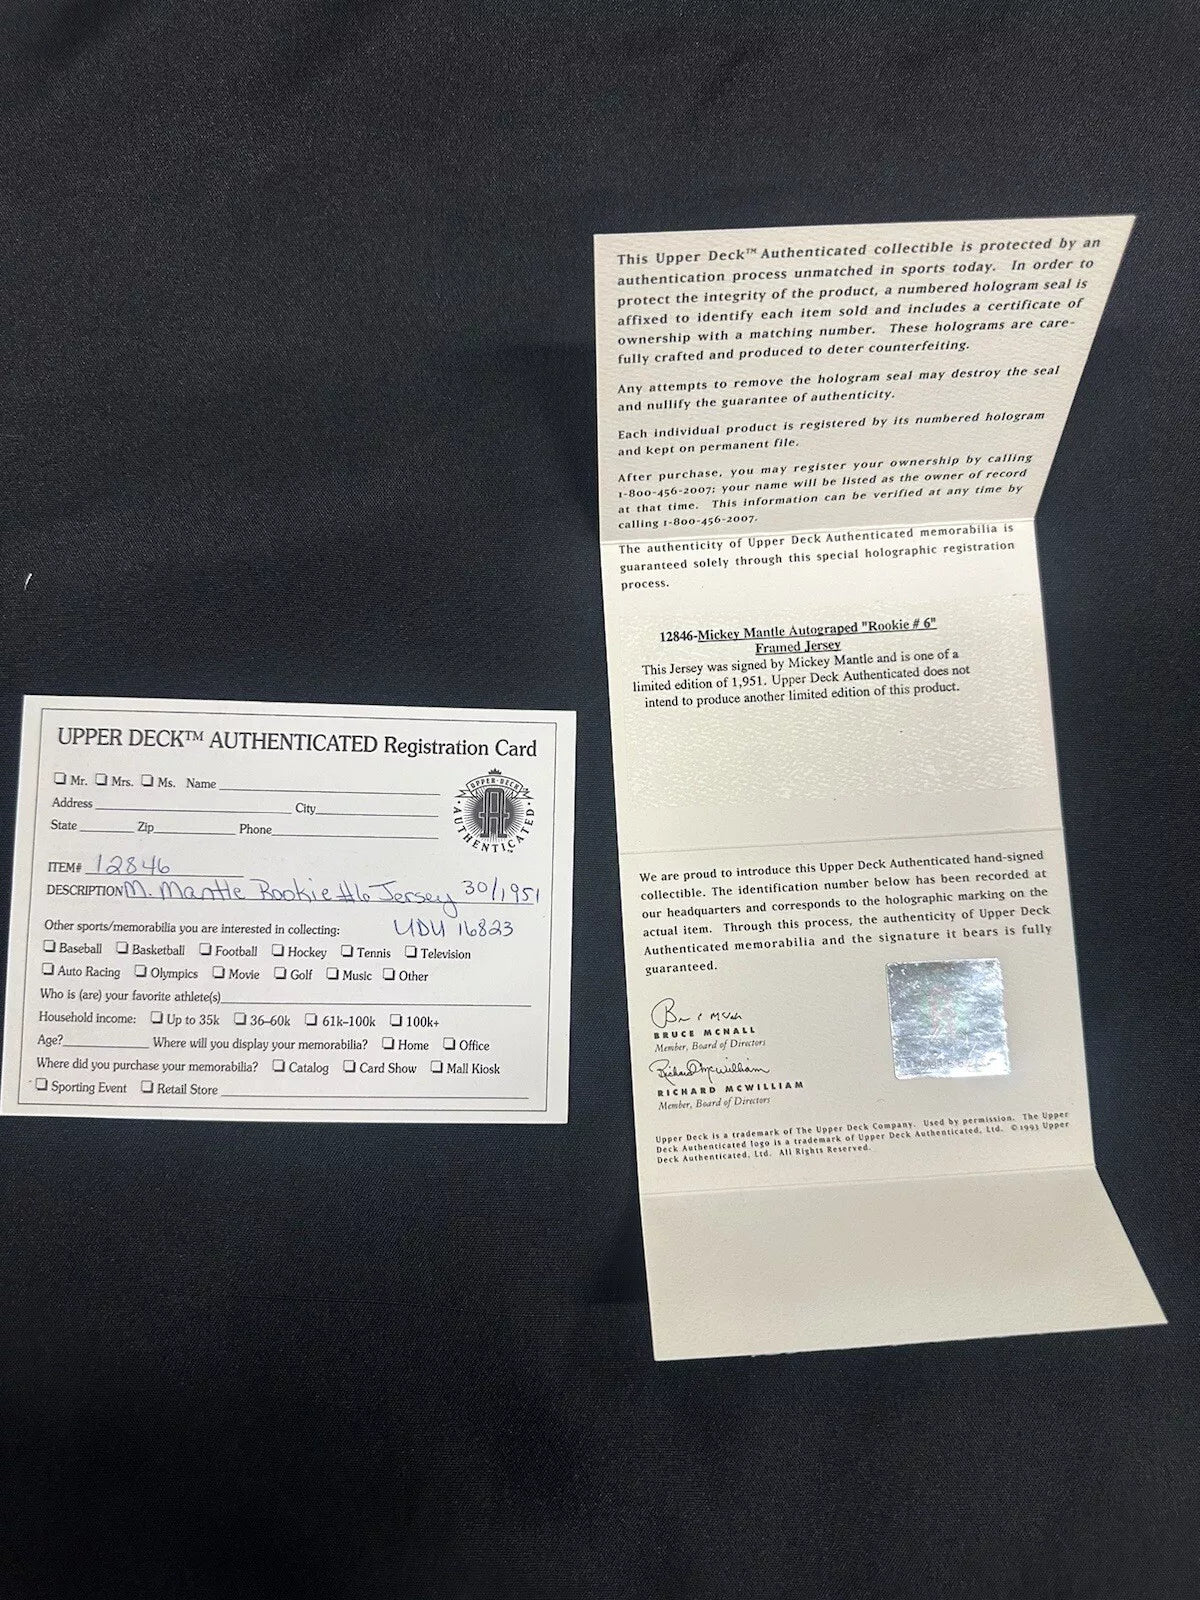 UPPER DECK™ AUTHENTICATED Registration Card
Mr. Mrs. Ms. Name
Address City
State Zip Phone
UPPER·DECK AUTHENTICATED
ITEM# 12846
DESCRIPTION M. Mantle Rookie #6 Jersey 30/1951
Other sports/memorabilia you are interested in collecting: UDU 16823
Baseball Basketball Football Hockey Tennis Television
Auto Racing Olympics Movie Golf Music Other
Who is (are) your favorite athlete(s)
Household income: Up to 35k 36–60k 61k–100k 100k+
Age? Where will you display your memorabilia? Home Office
Where did you purchase your memorabilia? Catalog Card Show Mall Kiosk
Sporting Event Retail Store
This Upper Deck™ Authenticated collectible is protected by an
authentication process unmatched in sports today. In order to
protect the integrity of the product, a numbered hologram seal is
affixed to identify each item sold and includes a certificate of
ownership with a matching number. These holograms are care-
fully crafted and produced to deter counterfeiting.
Any attempts to remove the hologram seal may destroy the seal
and nullify the guarantee of authenticity.
Each individual product is registered by its numbered hologram
and kept on permanent file.
After purchase, you may register your ownership by calling
1-800-456-2007; your name will be listed as the owner of record
at that time. This information can be verified at any time by
calling 1-800-456-2007.
The authenticity of Upper Deck Authenticated memorabilia is
guaranteed solely through this special holographic registration
process.
12846-Mickey Mantle Autograped "Rookie # 6"
Framed Jersey
This Jersey was signed by Mickey Mantle and is one of a
limited edition of 1,951. Upper Deck Authenticated does not
intend to produce another limited edition of this product.
We are proud to introduce this Upper Deck Authenticated hand-signed
collectible. The identification number below has been recorded at
our headquarters and corresponds to the holographic marking on the
actual item. Through this process, the authenticity of Upper Deck
Authenticated memorabilia and the signature it bears is fully
guaranteed.
BRUCE MCNALL
Member, Board of Directors
Richard McWilliam
RICHARD MCWILLIAM
Member, Board of Directors
Upper Deck is a trademark of The Upper Deck Company. Used by permission. The Upper
Deck Authenticated logo is a trademark of Upper Deck Authenticated, Ltd. ©1993 Upper
Deck Authenticated, Ltd. All Rights Reserved.